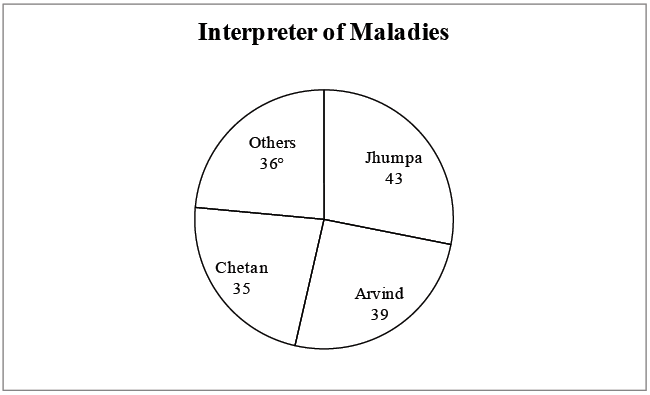 Interpreter of Maladies
Others
36°
Jhumpa
43
Chetan
35
Arvind
39